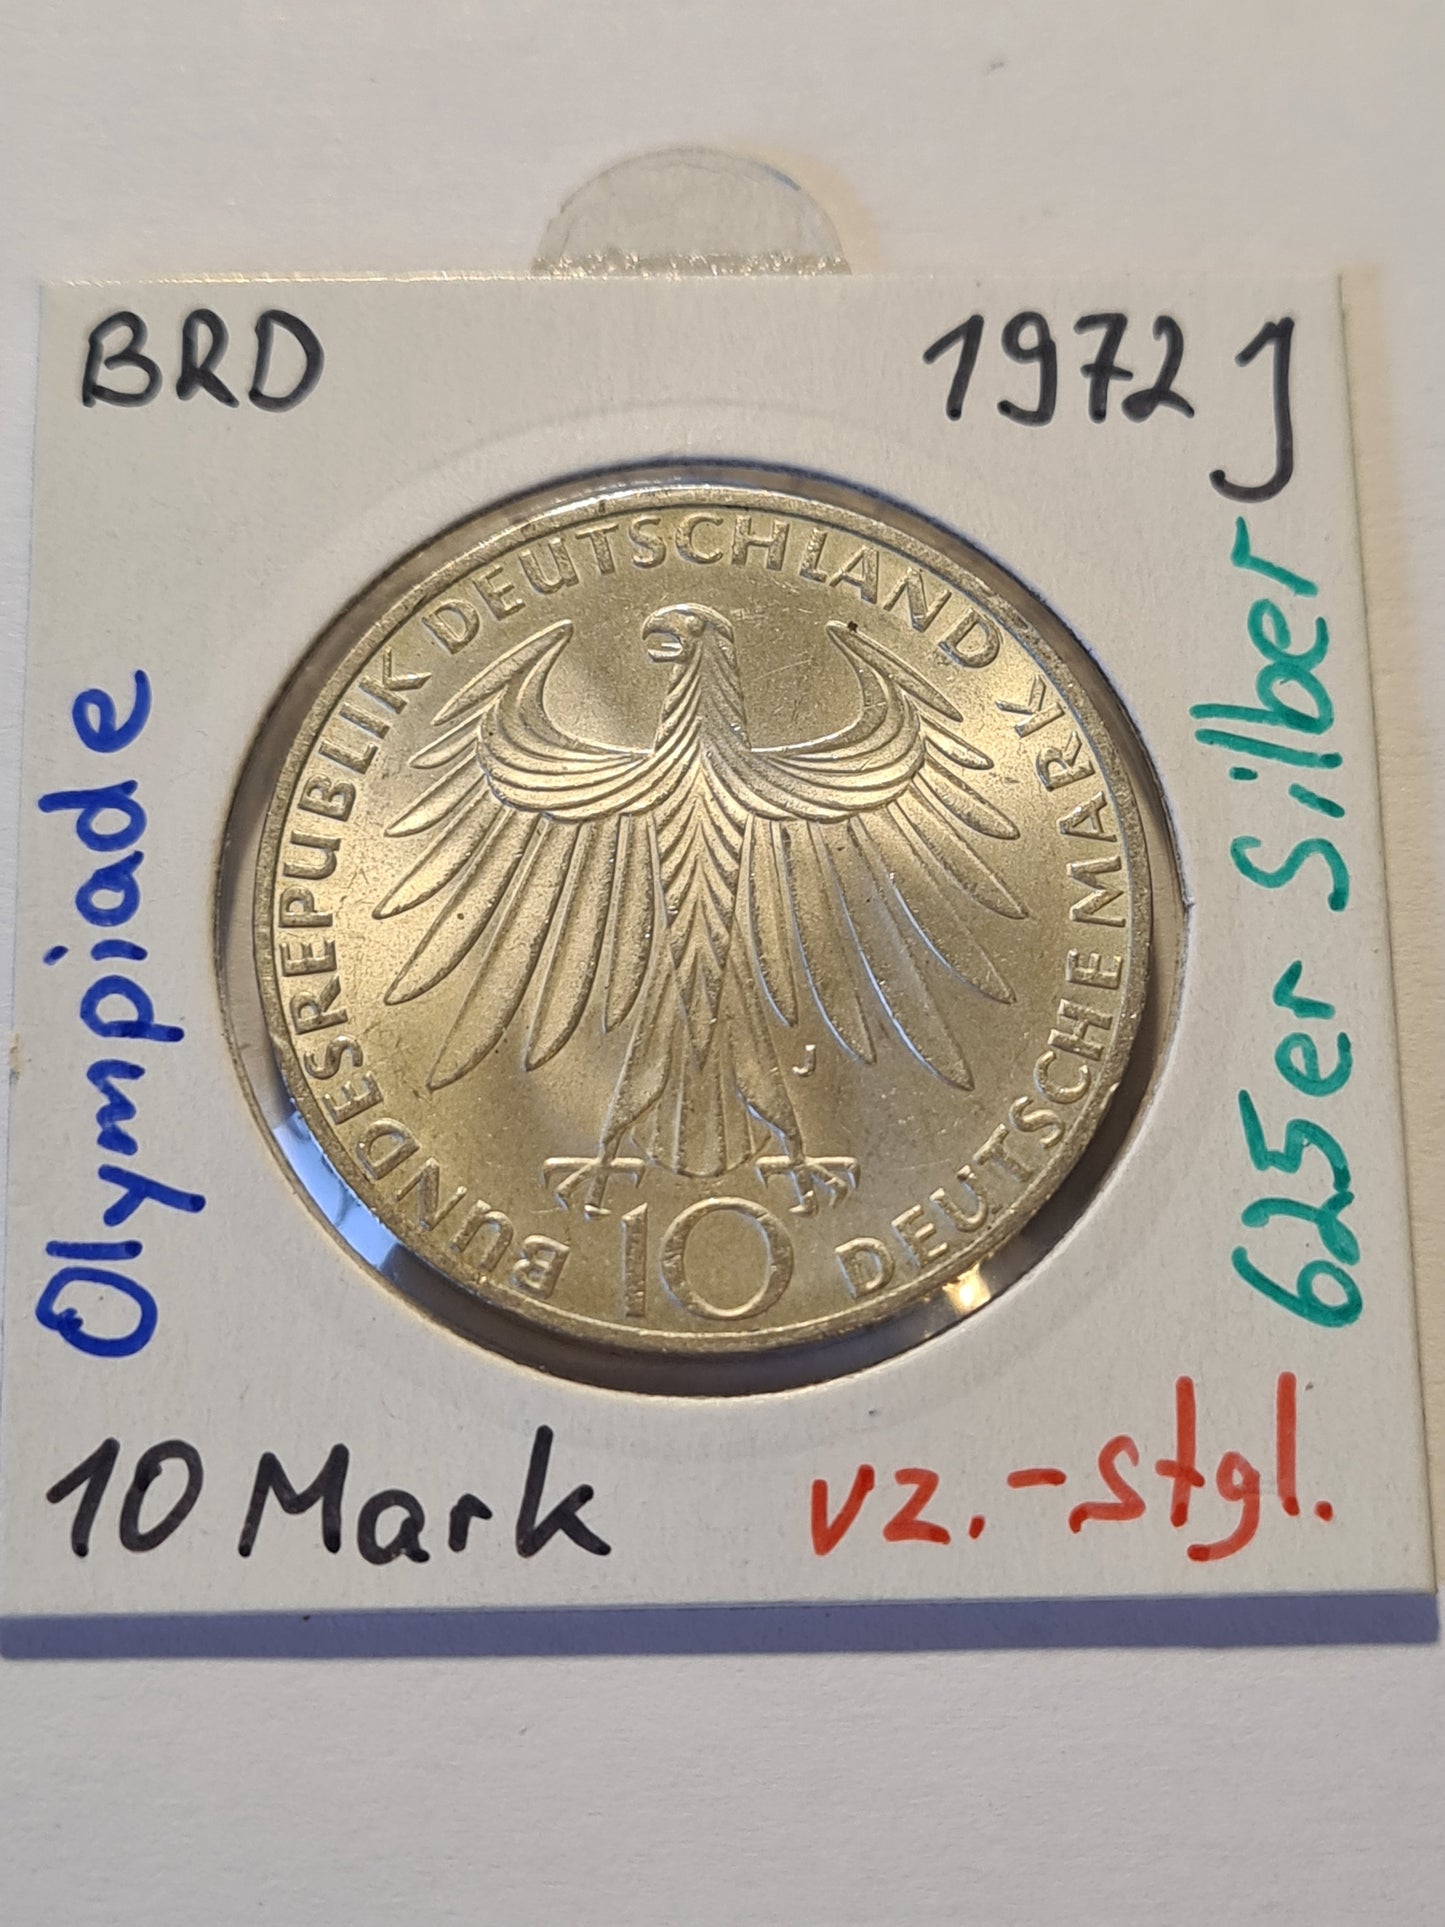 BRD
1972 J
Olympiade
BUNDESREPUBLIK DEUTSCHLAND
DEUTSCHE MARK
J
10
625er Silber
10 Mark
vz.-stgl.